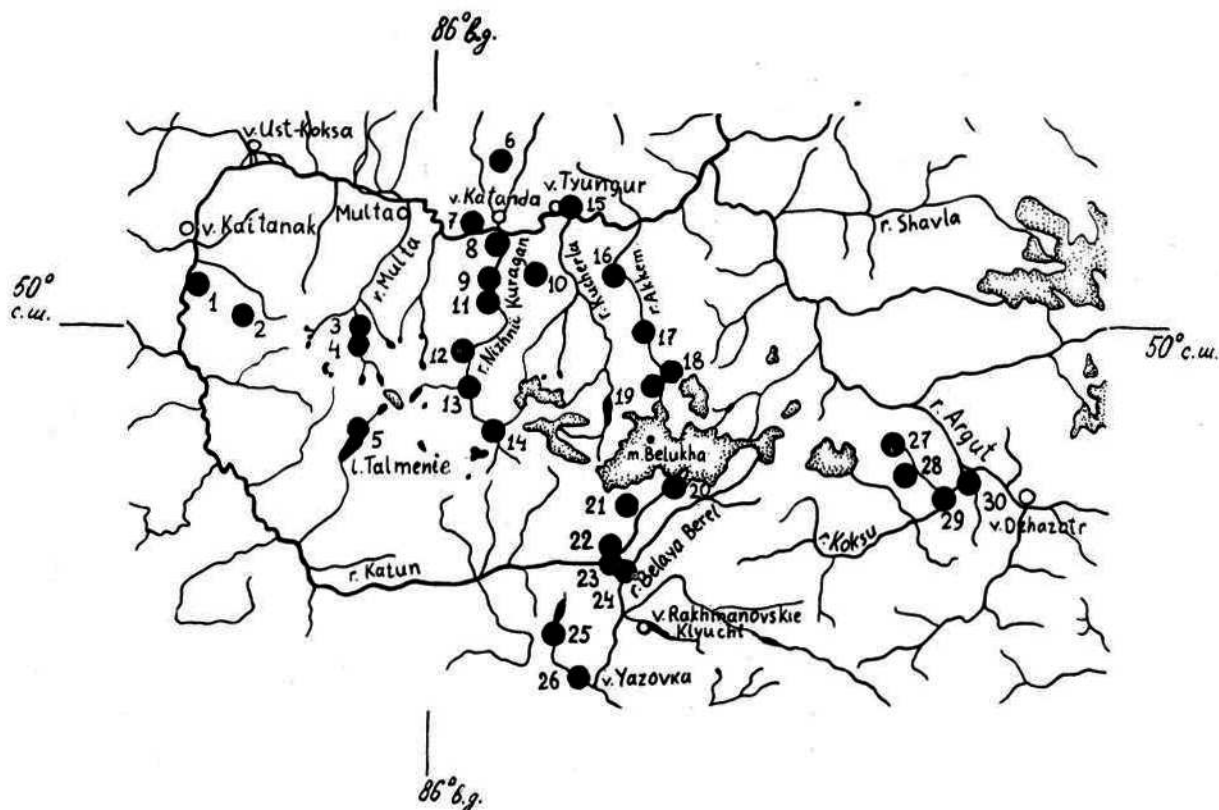 86° в.д.
v. Ust-Koksa
6
v. Tyungur
v. Katanda
15
Multa
7
v. Kaitanak
r. Shavla
8
r. Multa
r. Nizhnii Kuragan
r. Kucherla
r. Akkem
16
9
10
50°
с.ш.
1
11
2
3
17
50° с.ш.
4
12
18
19
13
r. Argut
5
14
27
l. Talmenie
m. Belukha
28
20
30
21
29
v. Dzhazatr
22
r. Koksu
r. Belaya Berel
r. Katun
23
24
v. Rakhmanovskie
Klyuchi
25
26
v. Yazovka
86° в.д.